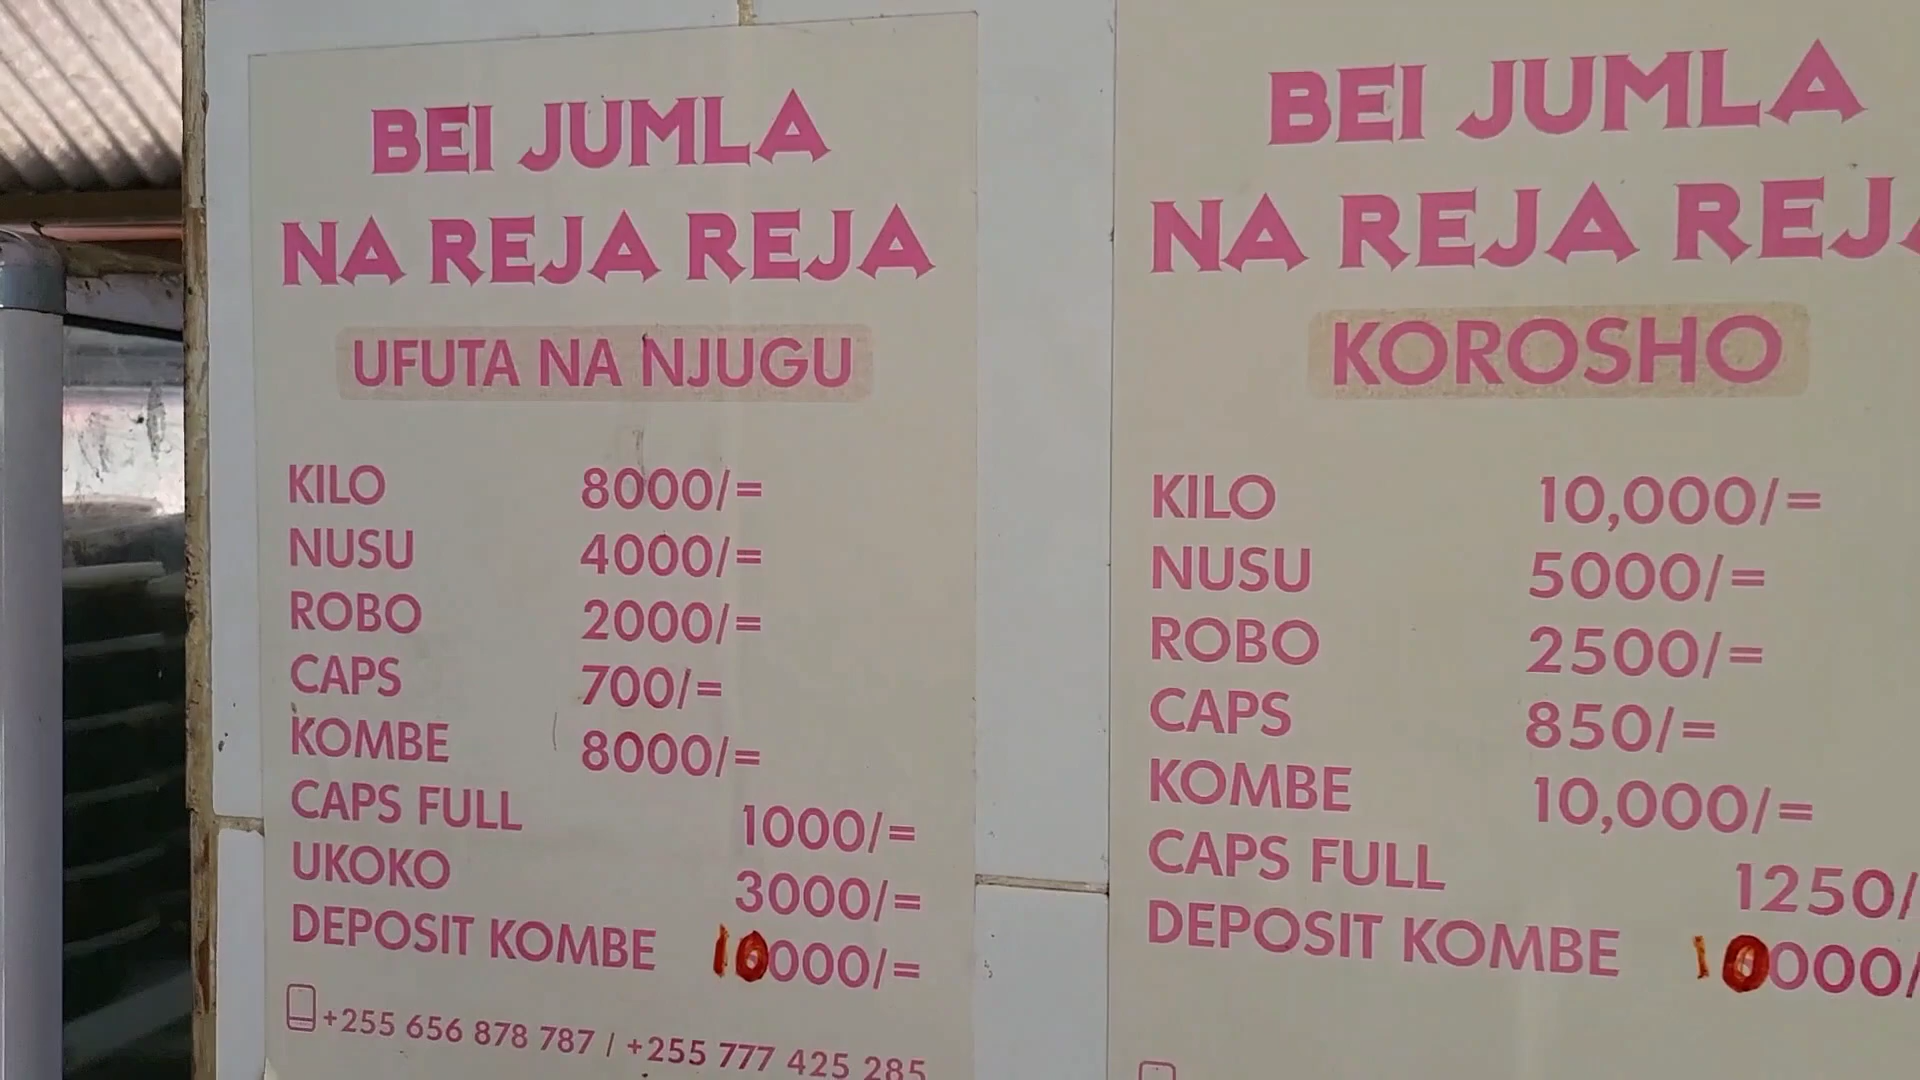 BEI JUMLA
NA REJA REJA
UFUTA NA NJUGU
KILO 8000/=
NUSU 4000/=
ROBO 2000/=
CAPS 700/=
KOMBE 8000/=
CAPS FULL 1000/=
UKOKO 3000/=
DEPOSIT KOMBE 10000/=
+255 656 878 787 / +255 777 425 285
BEI JUMLA
NA REJA REJA
KOROSHO
KILO 10,000/=
NUSU 5000/=
ROBO 2500/=
CAPS 850/=
KOMBE 10,000/=
CAPS FULL 1250/
DEPOSIT KOMBE 10000/